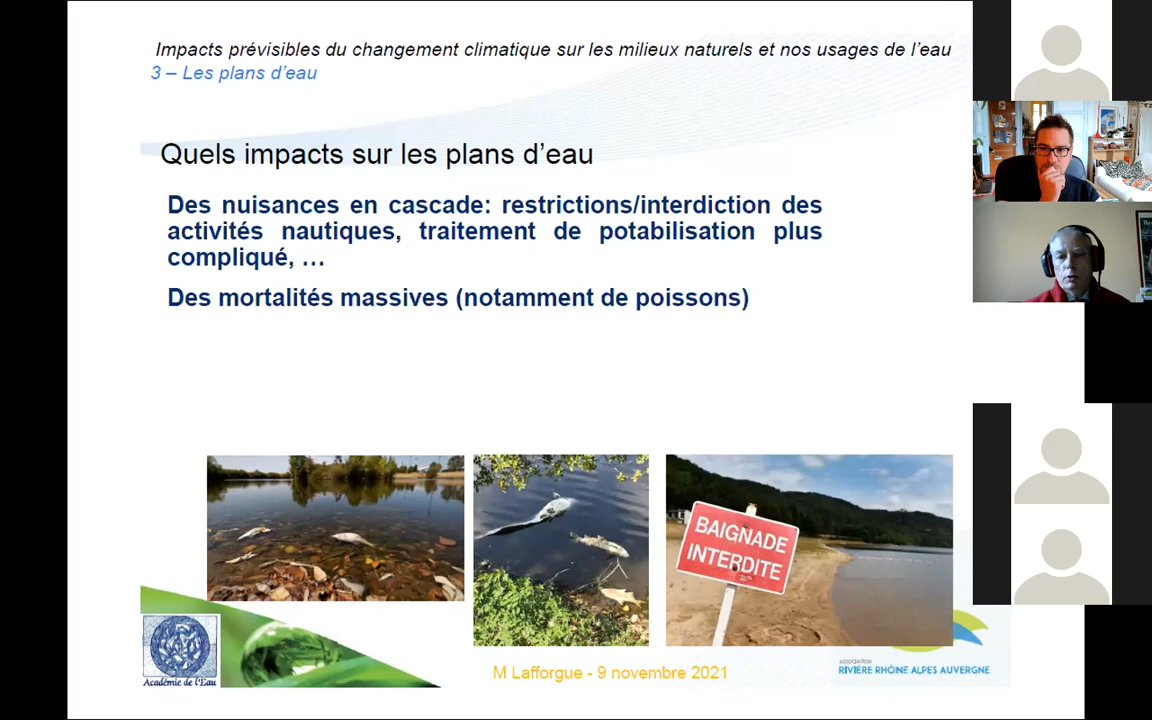 Impacts prévisibles du changement climatique sur les milieux naturels et nos usages de l'eau
3 – Les plans d'eau
Quels impacts sur les plans d'eau
Des nuisances en cascade: restrictions/interdiction des
activités nautiques, traitement de potabilisation plus
compliqué, …
Des mortalités massives (notamment de poissons)
BAIGNADE
INTERDITE
Académie de l'Eau
M Lafforgue - 9 novembre 2021
association
RIVIÈRE RHÔNE ALPES AUVERGNE